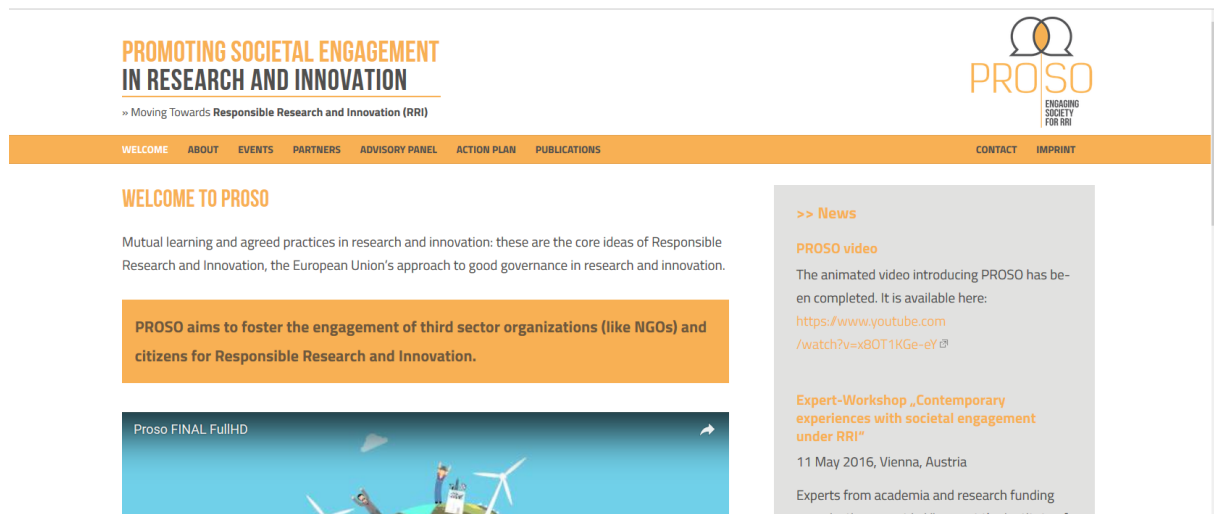 PROMOTING SOCIETAL ENGAGEMENT
IN RESEARCH AND INNOVATION
» Moving Towards Responsible Research and Innovation (RRI)
PROSO
ENGAGING
SOCIETY
FOR RRI
WELCOME ABOUT EVENTS PARTNERS ADVISORY PANEL ACTION PLAN PUBLICATIONS CONTACT IMPRINT
WELCOME TO PROSO
Mutual learning and agreed practices in research and innovation: these are the core ideas of Responsible
Research and Innovation, the European Union's approach to good governance in research and innovation.
PROSO aims to foster the engagement of third sector organizations (like NGOs) and
citizens for Responsible Research and Innovation.
Proso FINAL FullHD
>> News
PROSO video
The animated video introducing PROSO has be-
en completed. It is available here:
https://www.youtube.com
/watch?v=x8OT1KGe-eY
Expert-Workshop „Contemporary
experiences with societal engagement
under RRI“
11 May 2016, Vienna, Austria
Experts from academia and research funding